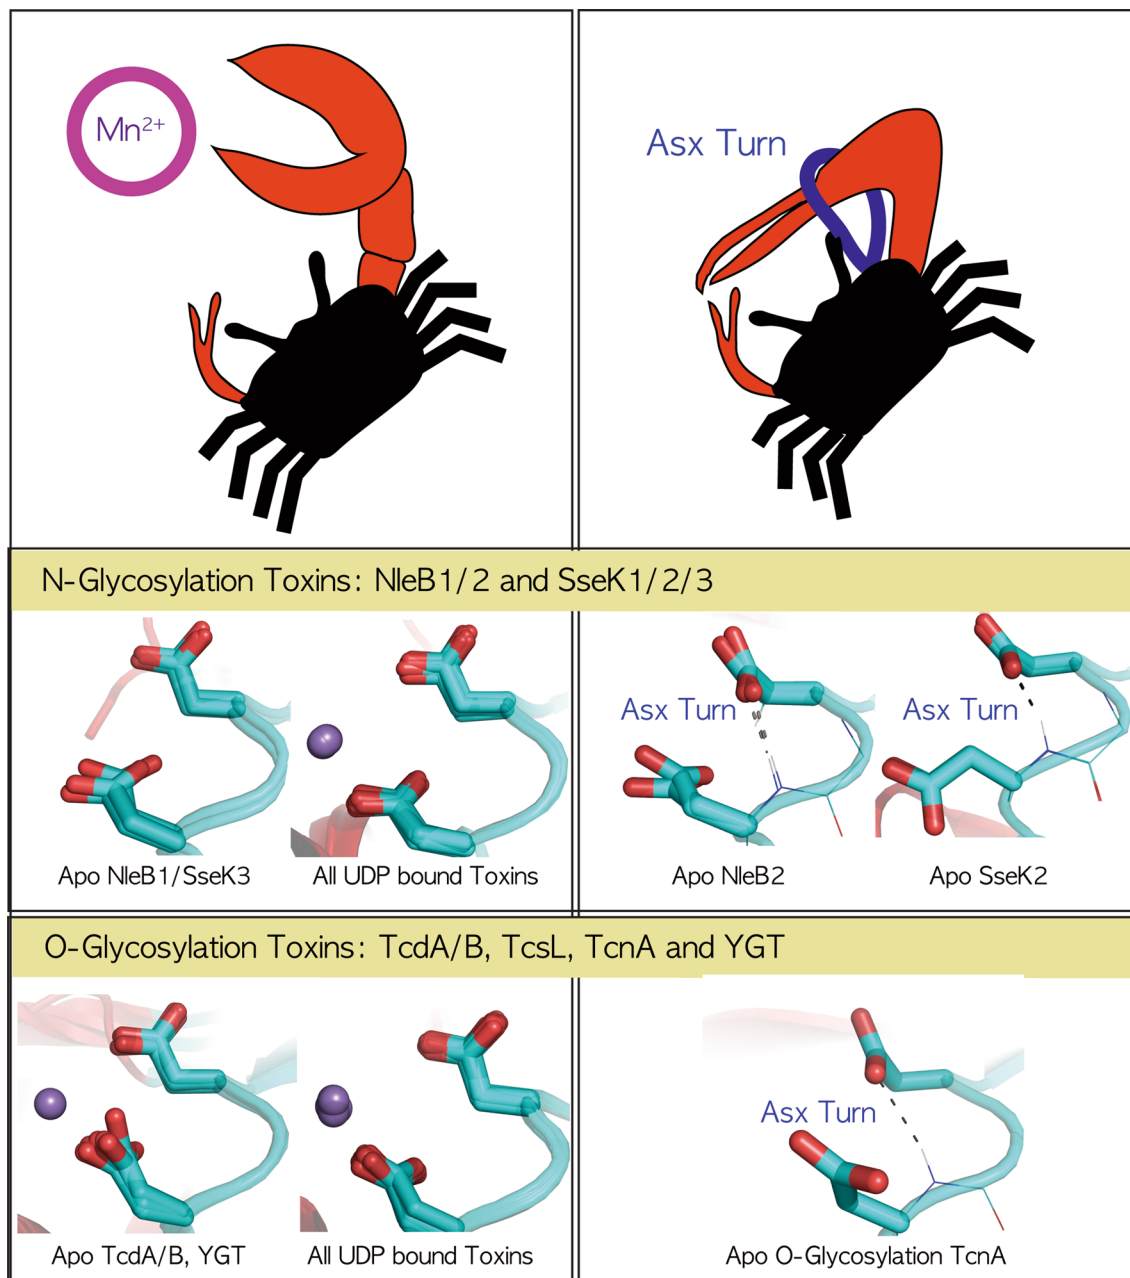 Mn²⁺
Asx Turn
N-Glycosylation Toxins: NleB1/2 and SseK1/2/3
Asx Turn
Asx Turn
Apo NleB1/SseK3
All UDP bound Toxins
Apo NleB2
Apo SseK2
O-Glycosylation Toxins: TcdA/B, TcsL, TcnA and YGT
Asx Turn
Apo TcdA/B, YGT
All UDP bound Toxins
Apo O-Glycosylation TcnA